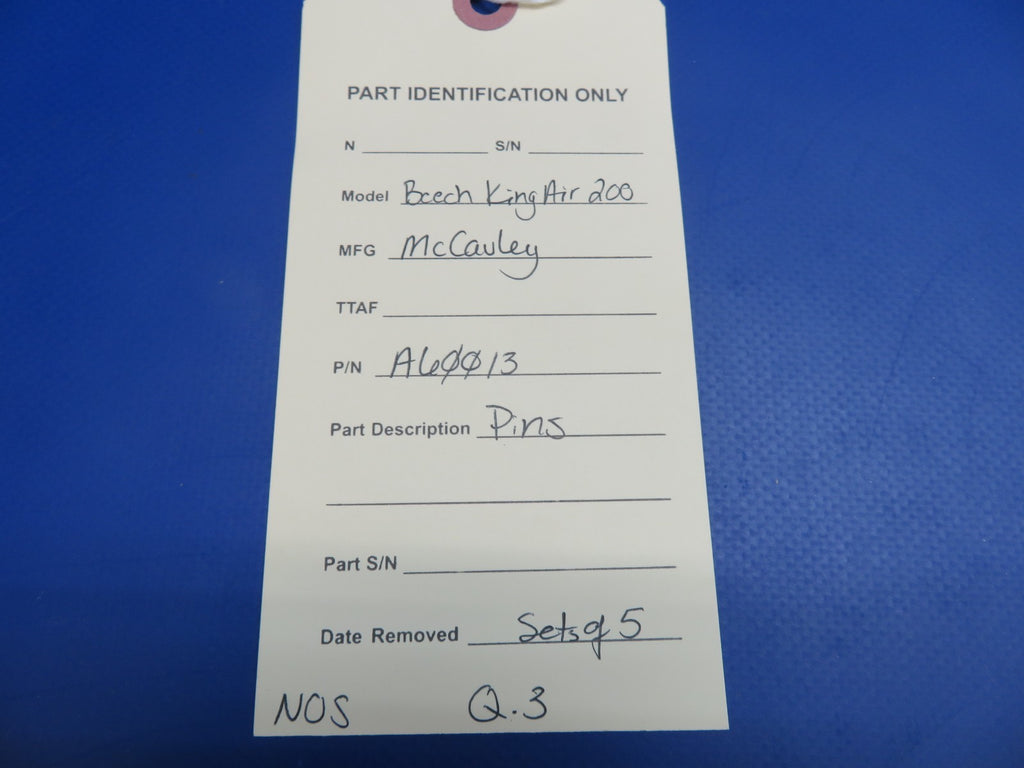 PART IDENTIFICATION ONLY
N S/N
Model Beech King Air 200
MFG McCauley
TTAF
P/N A6ØØ13
Part Description Pins
Part S/N
Date Removed Sets of 5
NOS Q.3